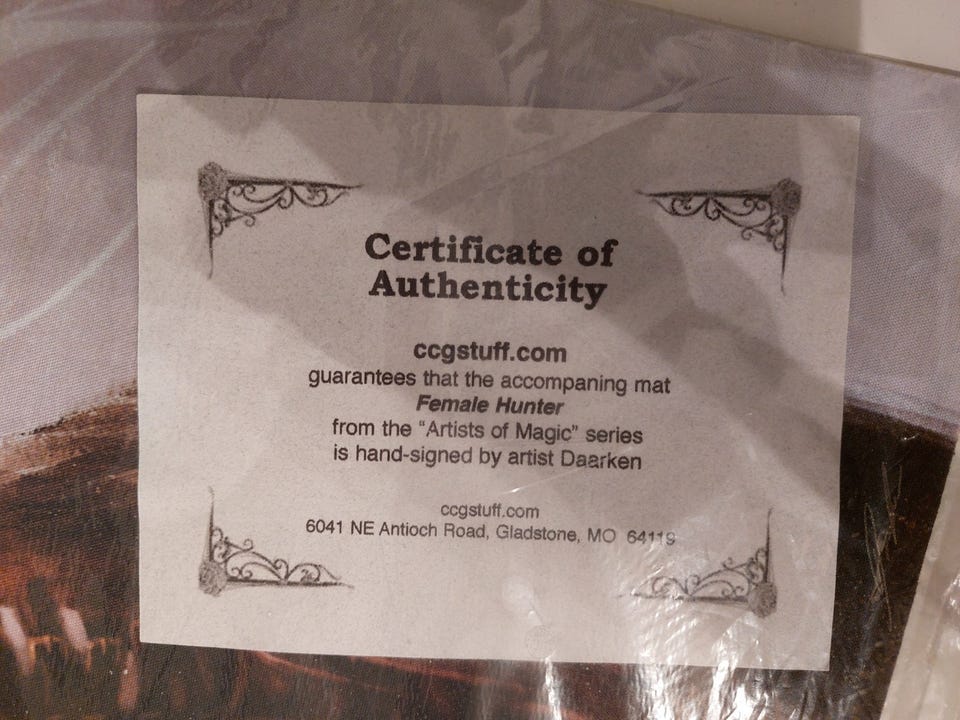 Certificate of
Authenticity
ccgstuff.com
guarantees that the accompaning mat
Female Hunter
from the “Artists of Magic” series
is hand-signed by artist Daarken
ccgstuff.com
6041 NE Antioch Road, Gladstone, MO 64119